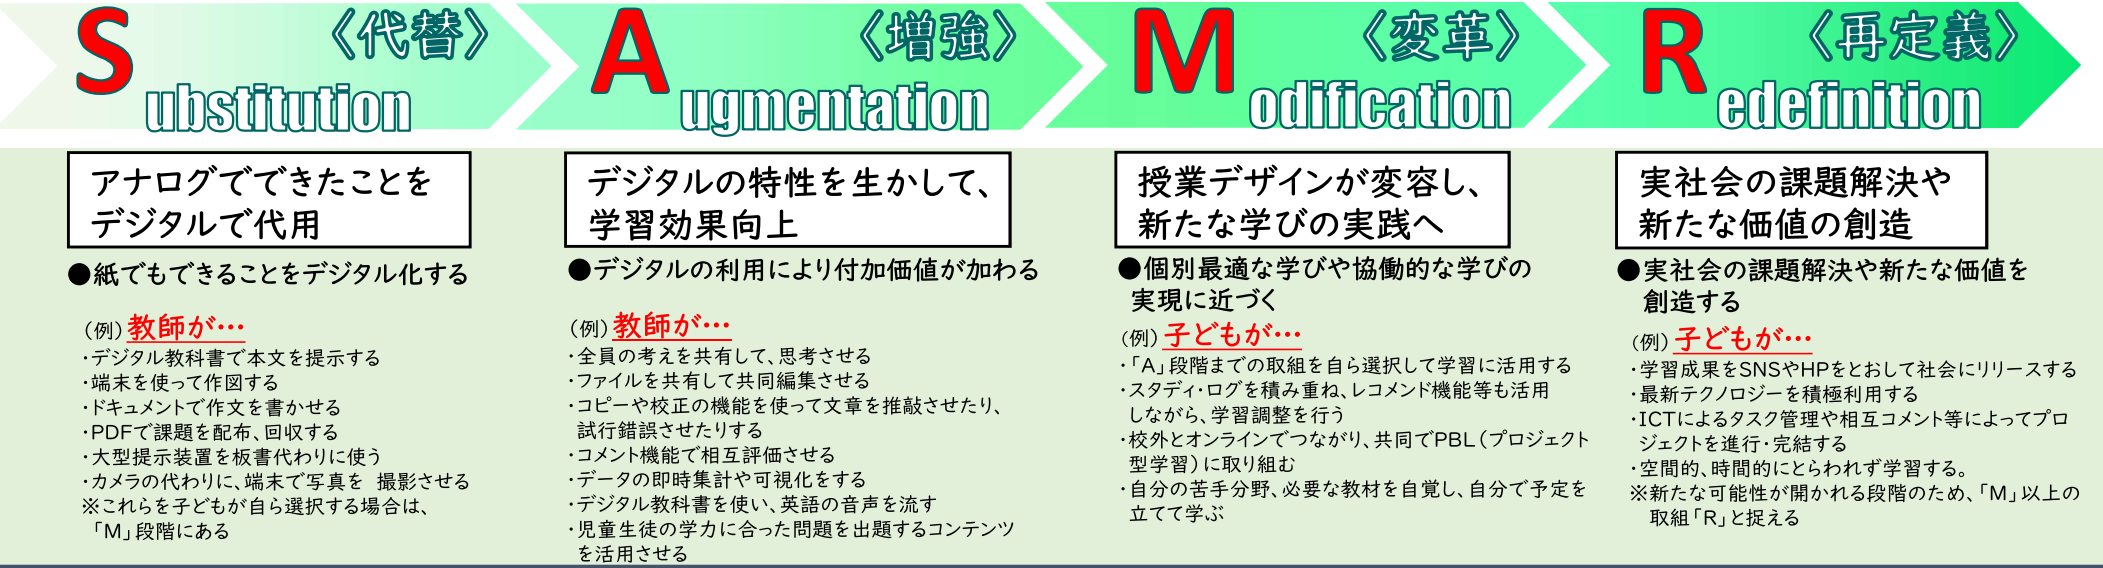 Substitution 〈代替〉
アナログでできたことを
デジタルで代用
●紙でもできることをデジタル化する
(例)教師が…
・デジタル教科書で本文を提示する
・端末を使って作図する
・ドキュメントで作文を書かせる
・PDFで課題を配布、回収する
・大型提示装置を板書代わりに使う
・カメラの代わりに、端末で写真を 撮影させる
※これらを子どもが自ら選択する場合は、
「M」段階にある
Augmentation 〈増強〉
デジタルの特性を生かして、
学習効果向上
●デジタルの利用により付加価値が加わる
(例)教師が…
・全員の考えを共有して、思考させる
・ファイルを共有して共同編集させる
・コピーや校正の機能を使って文章を推敲させたり、
試行錯誤させたりする
・コメント機能で相互評価させる
・データの即時集計や可視化をする
・デジタル教科書を使い、英語の音声を流す
・児童生徒の学力に合った問題を出題するコンテンツ
を活用させる
Modification 〈変革〉
授業デザインが変容し、
新たな学びの実践へ
●個別最適な学びや協働的な学びの
実現に近づく
(例)子どもが…
・「A」段階までの取組を自ら選択して学習に活用する
・スタディ・ログを積み重ね、レコメンド機能等も活用
しながら、学習調整を行う
・校外とオンラインでつながり、共同でPBL(プロジェクト
型学習)に取り組む
・自分の苦手分野、必要な教材を自覚し、自分で予定を
立てて学ぶ
Redefinition 〈再定義〉
実社会の課題解決や
新たな価値の創造
●実社会の課題解決や新たな価値を
創造する
(例)子どもが…
・学習成果をSNSやHPをとおして社会にリリースする
・最新テクノロジーを積極利用する
・ICTによるタスク管理や相互コメント等によってプロ
ジェクトを進行・完結する
・空間的、時間的にとらわれず学習する。
※新たな可能性が開かれる段階のため、「M」以上の
取組「R」と捉える